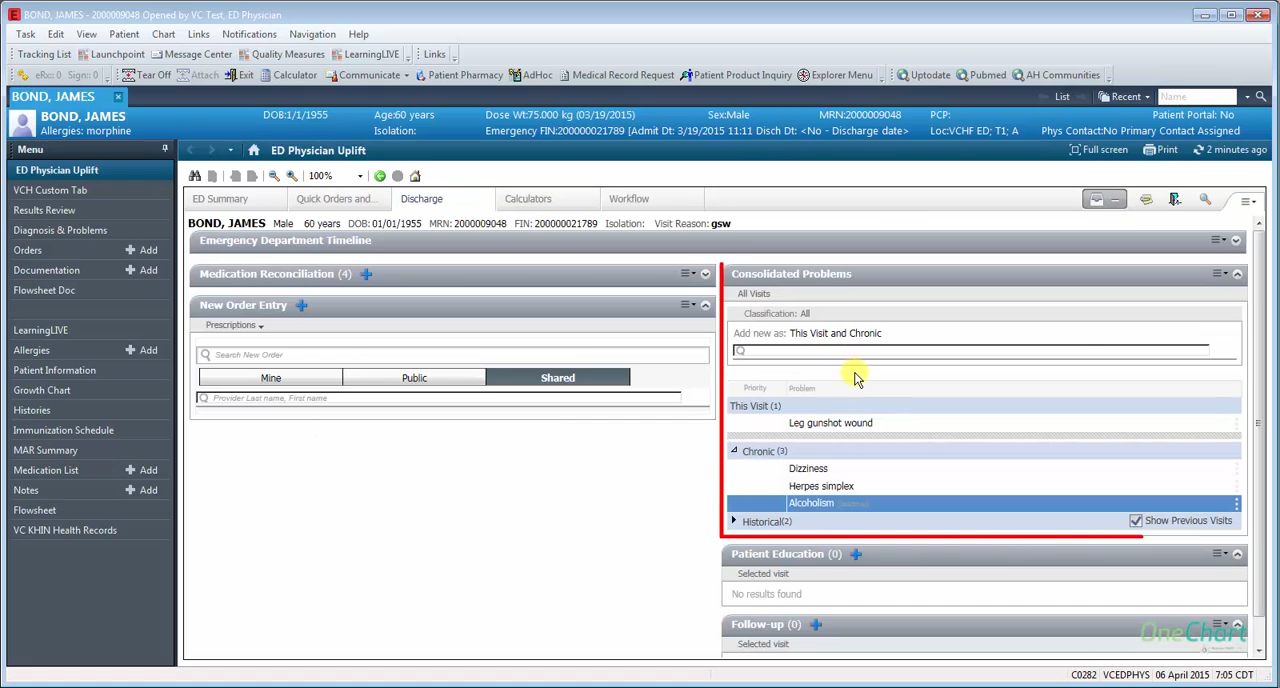 BOND, JAMES - 2000009048 Opened by VC Test, ED Physician
Task Edit View Patient Chart Links Notifications Navigation Help
Tracking List Launchpoint Message Center Quality Measures LearningLIVE Links
eRx: 0 Sign: 0 Tear Off Attach Exit Calculator Communicate Patient Pharmacy AdHoc Medical Record Request Patient Product Inquiry Explorer Menu Uptodate Pubmed AH Communities
BOND, JAMES List Recent Name
BOND, JAMES DOB:1/1/1955 Age:60 years Dose Wt:75.000 kg (03/19/2015) Sex:Male MRN:2000009048 PCP: Patient Portal: No
Allergies: morphine Isolation: Emergency FIN:200000021789 [Admit Dt: 3/19/2015 11:11 Disch Dt: <No - Discharge date> Loc:VCHF ED; T1; A Phys Contact:No Primary Contact Assigned
Menu ED Physician Uplift Full screen Print 2 minutes ago
ED Physician Uplift
VCH Custom Tab
Results Review
Diagnosis & Problems
Orders Add
Documentation Add
Flowsheet Doc
LearningLIVE
Allergies Add
Patient Information
Growth Chart
Histories
Immunization Schedule
MAR Summary
Medication List Add
Notes Add
Flowsheet
VC KHIN Health Records
100%
ED Summary Quick Orders and... Discharge Calculators Workflow
BOND, JAMES Male 60 years DOB: 01/01/1955 MRN: 2000009048 FIN: 200000021789 Isolation: Visit Reason: gsw
Emergency Department Timeline
Medication Reconciliation (4)
New Order Entry
Prescriptions
Search New Order
Mine Public Shared
Provider Last name, First name
Consolidated Problems
All Visits
Classification: All
Add new as: This Visit and Chronic
Priority Problem
This Visit (1)
Leg gunshot wound
Chronic (3)
Dizziness
Herpes simplex
Alcoholism
Historical(2) Show Previous Visits
Patient Education (0)
Selected visit
No results found
Follow-up (0)
Selected visit
OneChart
C0282 VCEDPHYS 06 April 2015 7:05 CDT